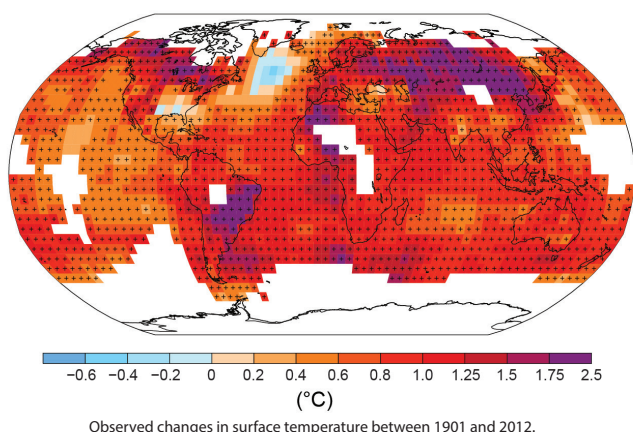 −0.6 −0.4 −0.2 0 0.2 0.4 0.6 0.8 1.0 1.25 1.5 1.75 2.5
(°C)
Observed changes in surface temperature between 1901 and 2012.